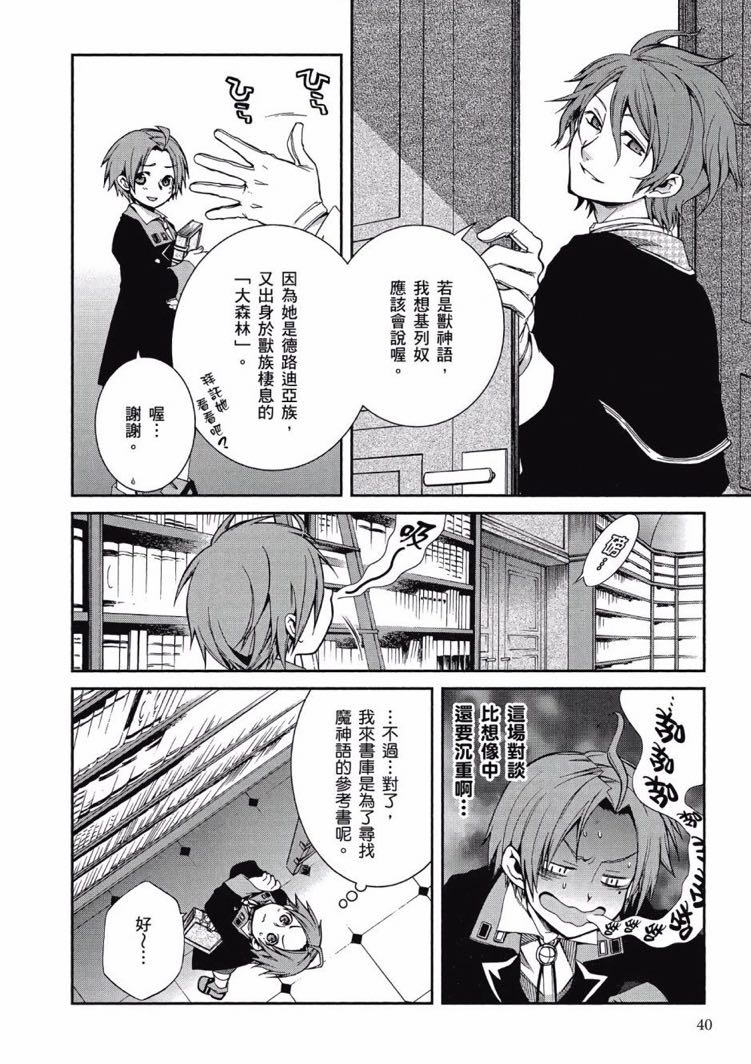 若是獸神語，
我想基列奴
應該會說喔。
因為她是德路迪亞族，
又出身於獸族棲息的
「大森林」。
拜託她
看看吧？
ひら
ひら
喔…
謝謝。
磅…
吸
這場對談
比想像中
還要沉重啊…
…不過…對了，
我來書庫是為了尋找
魔神語的參考書呢。
好～…
40